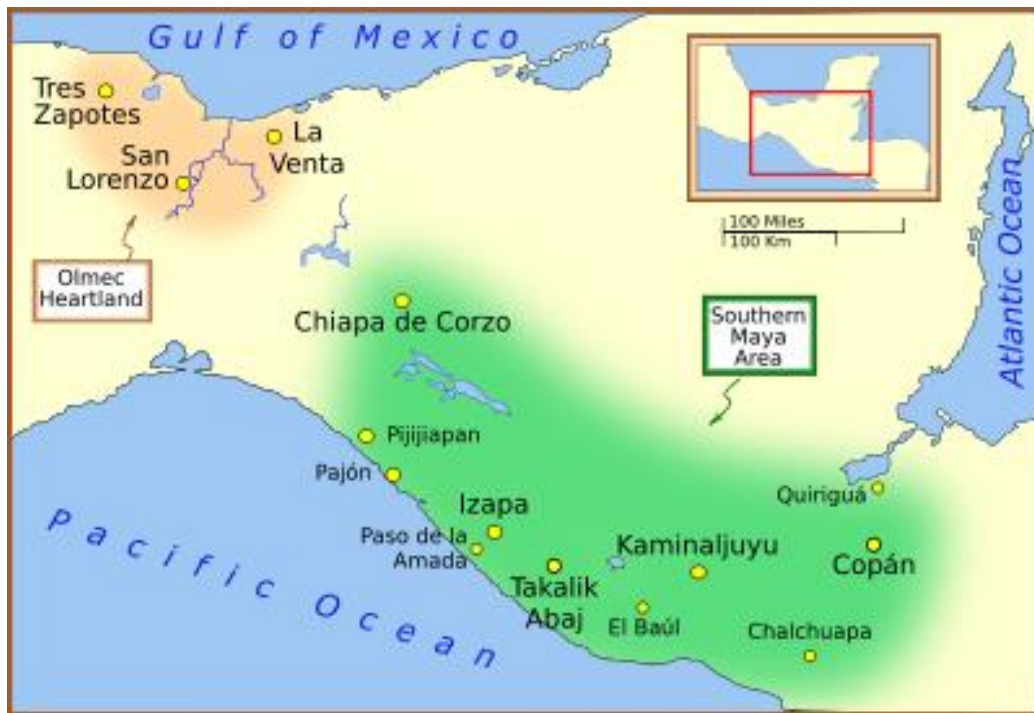 Gulf of Mexico
Tres
Zapotes
La
Venta
San
Lorenzo
100 Miles
100 Km
Atlantic Ocean
Olmec
Heartland
Chiapa de Corzo
Southern
Maya
Area
Pijijiapan
Pajón
Quiriguá
Izapa
Paso de la
Amada
Kaminaljuyu
Copán
Takalik
Abaj
El Baúl
Chalchuapa
Pacific Ocean